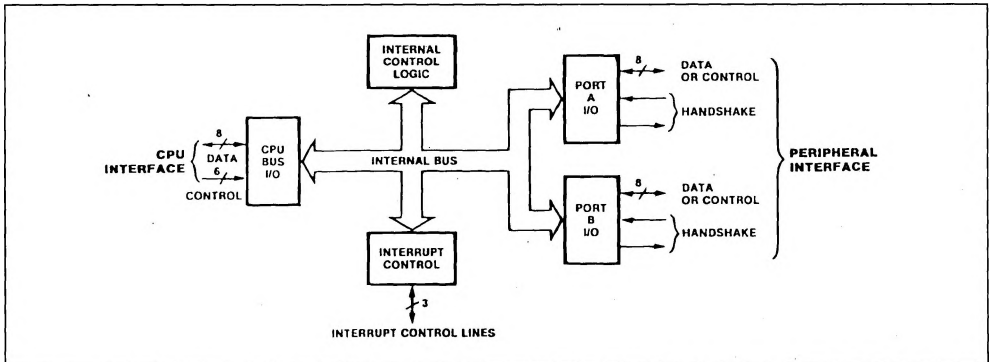 INTERNAL
CONTROL
LOGIC
CPU
INTERFACE
8
DATA
6
CONTROL
CPU
BUS
I/O
INTERNAL BUS
INTERRUPT
CONTROL
3
INTERRUPT CONTROL LINES
PORT
A
I/O
8
DATA
OR CONTROL
HANDSHAKE
PORT
B
I/O
8
DATA
OR CONTROL
HANDSHAKE
PERIPHERAL
INTERFACE